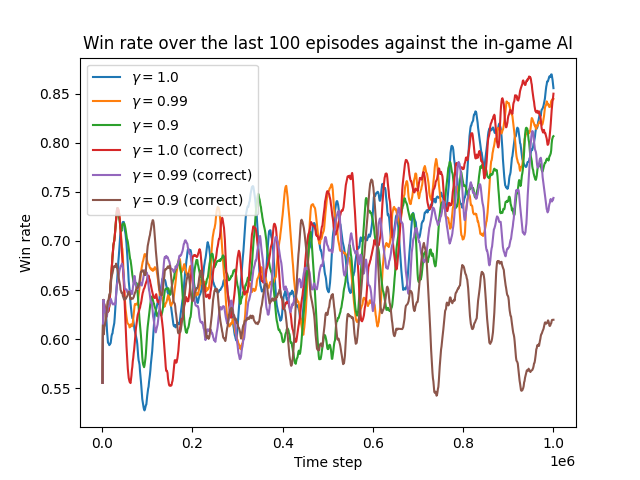 Win rate over the last 100 episodes against the in-game AI
γ = 1.0
γ = 0.99
γ = 0.9
γ = 1.0 (correct)
γ = 0.99 (correct)
γ = 0.9 (correct)
0.85
0.80
0.75
0.70
0.65
0.60
0.55
Win rate
0.0 0.2 0.4 0.6 0.8 1.0
1e6
Time step